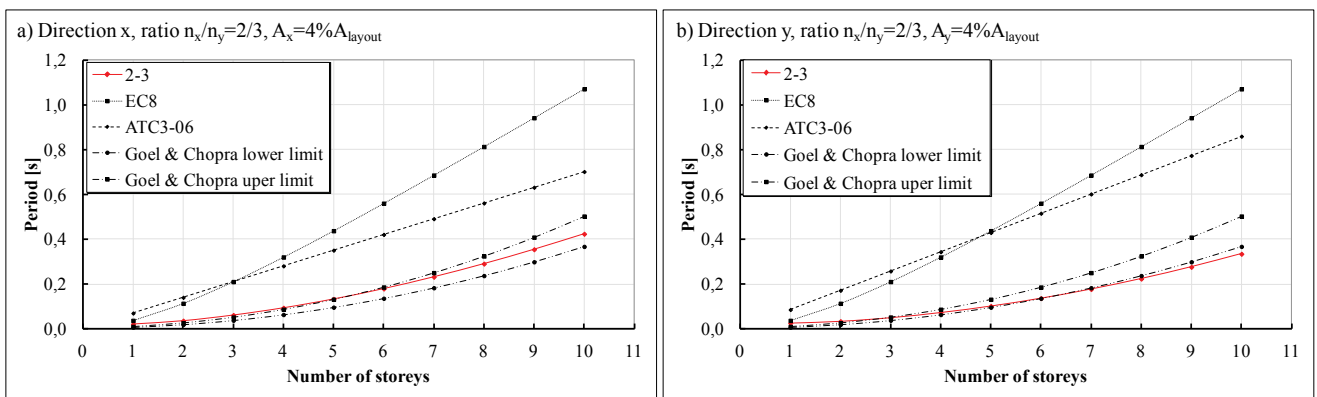 a) Direction x, ratio nx/ny=2/3, Ax=4%Alayout
1,2
1,0
0,8
0,6
0,4
0,2
0,0
Period [s]
2-3
EC8
ATC3-06
Goel & Chopra lower limit
Goel & Chopra uper limit
0 1 2 3 4 5 6 7 8 9 10 11
Number of storeys
b) Direction y, ratio nx/ny=2/3, Ay=4%Alayout
1,2
1,0
0,8
0,6
0,4
0,2
0,0
Period [s]
2-3
EC8
ATC3-06
Goel & Chopra lower limit
Goel & Chopra uper limit
0 1 2 3 4 5 6 7 8 9 10 11
Number of storeys